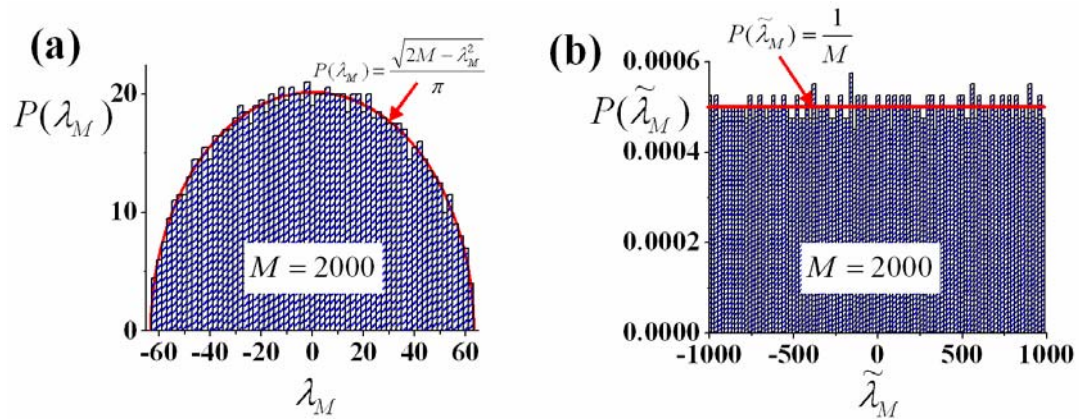 (a)
P(λ_M) = √(2M − λ_M²) / π
P(λ_M)
20
10
0
M = 2000
-60 -40 -20 0 20 40 60
λ_M
(b)
P(λ̃_M) = 1/M
P(λ̃_M)
0.0006
0.0004
0.0002
0.0000
M = 2000
-1000 -500 0 500 1000
λ̃_M